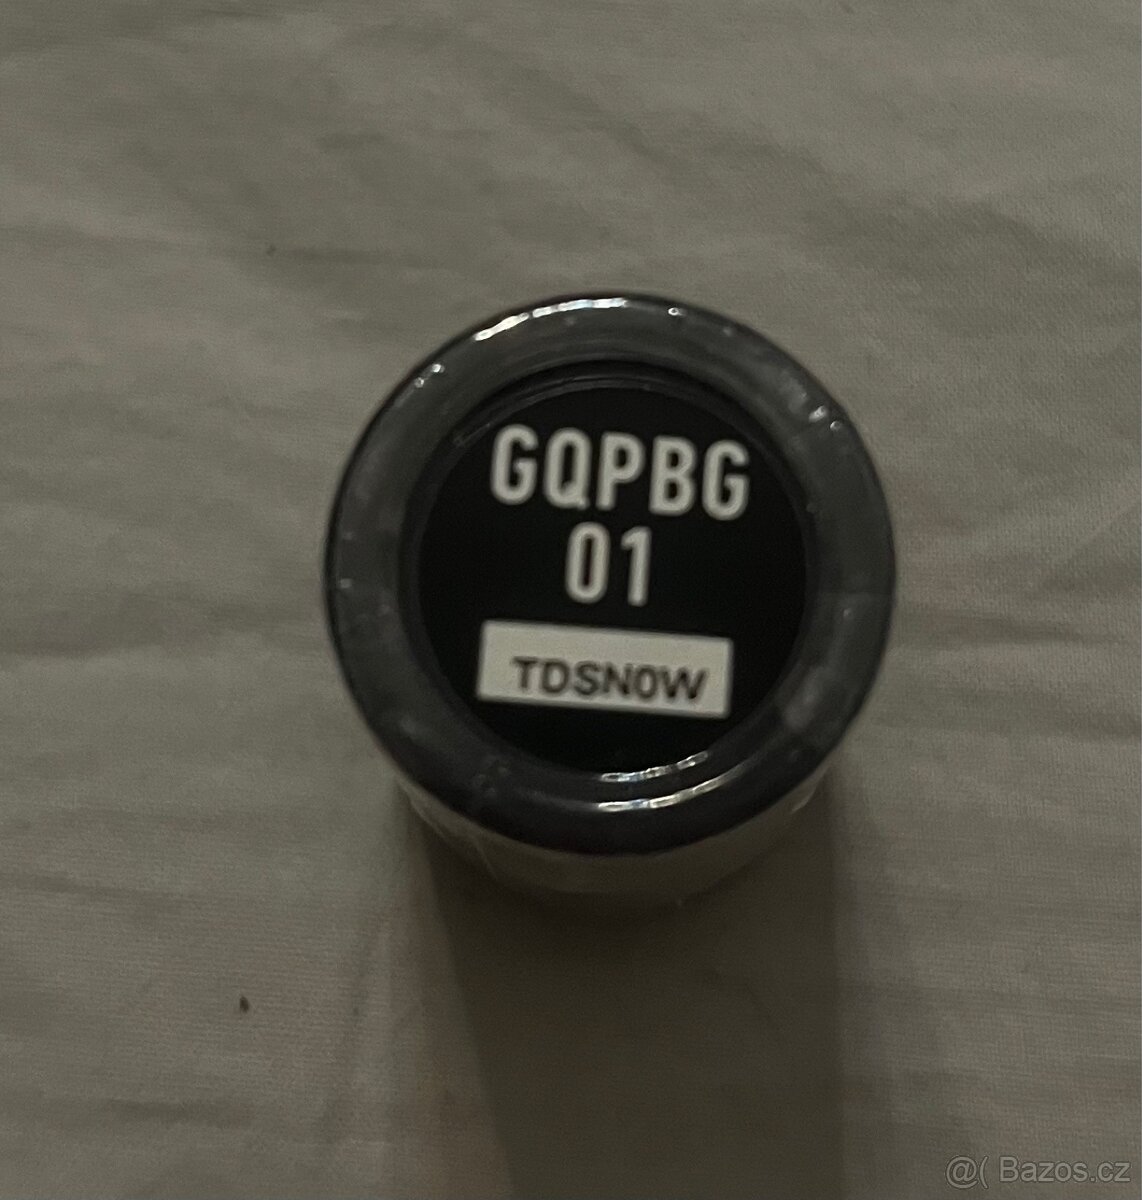 GQPBG
01
TDSN0W
@( Bazos.cz